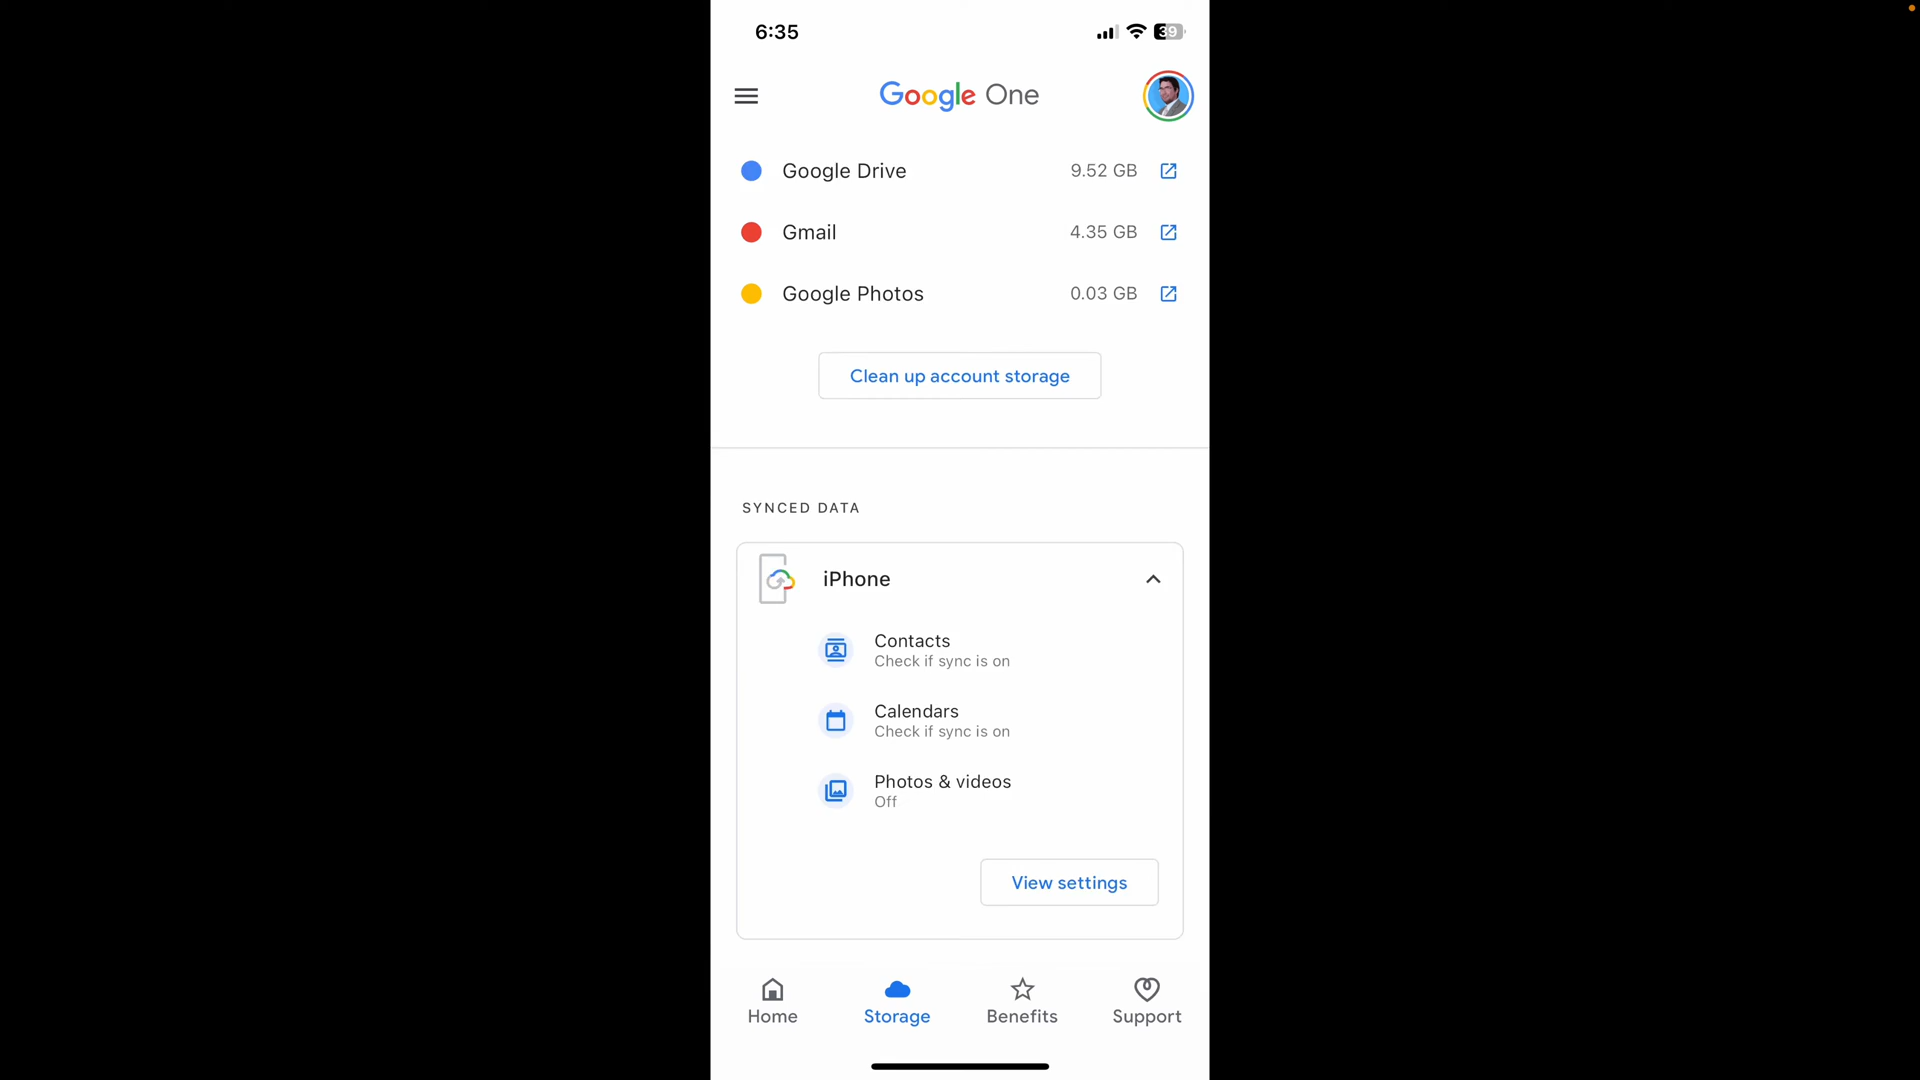 6:35
39
Google One
Google Drive 9.52 GB
Gmail 4.35 GB
Google Photos 0.03 GB
Clean up account storage
SYNCED DATA
iPhone
Contacts
Check if sync is on
Calendars
Check if sync is on
Photos & videos
Off
View settings
Home Storage Benefits Support